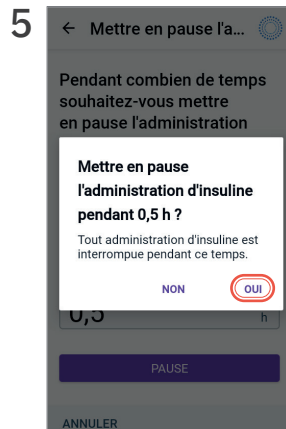 5
Mettre en pause l'a...
Pendant combien de temps
souhaitez-vous mettre
en pause l'administration
Mettre en pause
l'administration d'insuline
pendant 0,5 h ?
Tout administration d'insuline est
interrompue pendant ce temps.
NON OUI
0,5 h
PAUSE
ANNULER